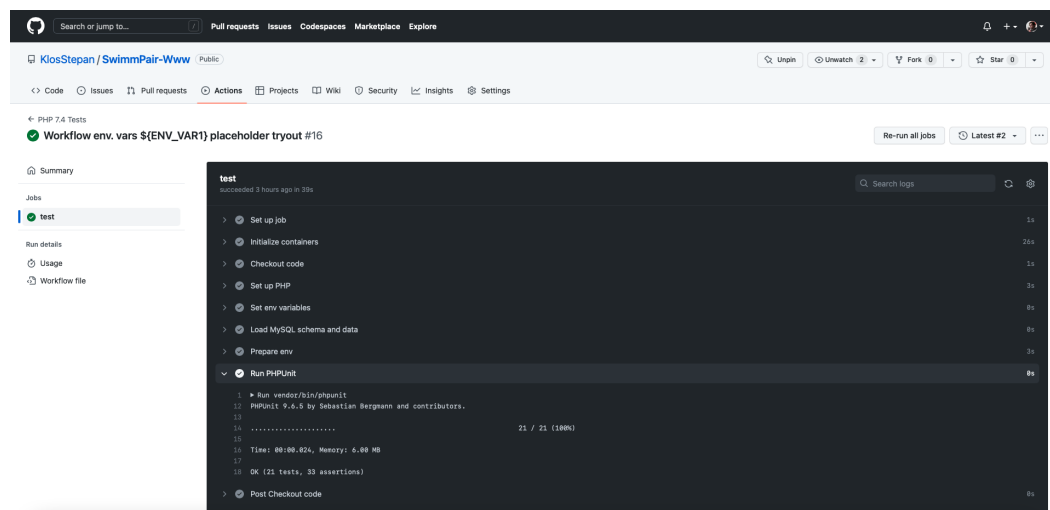 Search or jump to... / Pull requests Issues Codespaces Marketplace Explore
KlosStepan / SwimmPair-Www Public Unpin Unwatch 2 Fork 0 Star 0
Code Issues Pull requests Actions Projects Wiki Security Insights Settings
← PHP 7.4 Tests
Workflow env. vars ${ENV_VAR1} placeholder tryout #16 Re-run all jobs Latest #2 ...
Summary
Jobs
test
Run details
Usage
Workflow file
test
succeeded 3 hours ago in 39s
Search logs
Set up job 1s
Initialize containers 26s
Checkout code 1s
Set up PHP 3s
Set env variables 0s
Load MySQL schema and data 0s
Prepare env 3s
Run PHPUnit 0s
1 ▶ Run vendor/bin/phpunit
12 PHPUnit 9.6.5 by Sebastian Bergmann and contributors.
13
14 ..................... 21 / 21 (100%)
15
16 Time: 00:00.024, Memory: 6.00 MB
17
18 OK (21 tests, 33 assertions)
Post Checkout code 0s